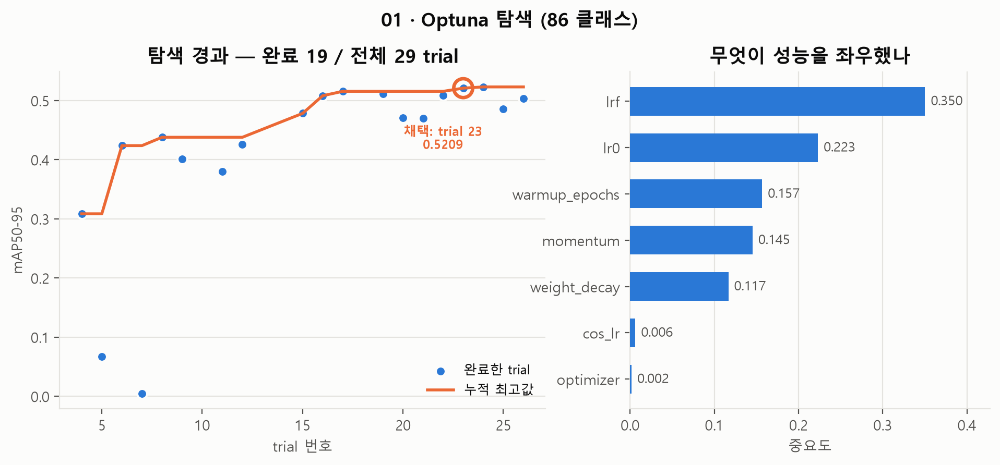 01 · Optuna 탐색 (86 클래스)
탐색 경과 — 완료 19 / 전체 29 trial
mAP50-95
0.5
0.4
0.3
0.2
0.1
0.0
채택: trial 23
0.5209
완료한 trial
누적 최고값
5
10
15
20
25
trial 번호
무엇이 성능을 좌우했나
lrf
0.350
lr0
0.223
warmup_epochs
0.157
momentum
0.145
weight_decay
0.117
cos_lr
0.006
optimizer
0.002
0.0
0.1
0.2
0.3
0.4
중요도